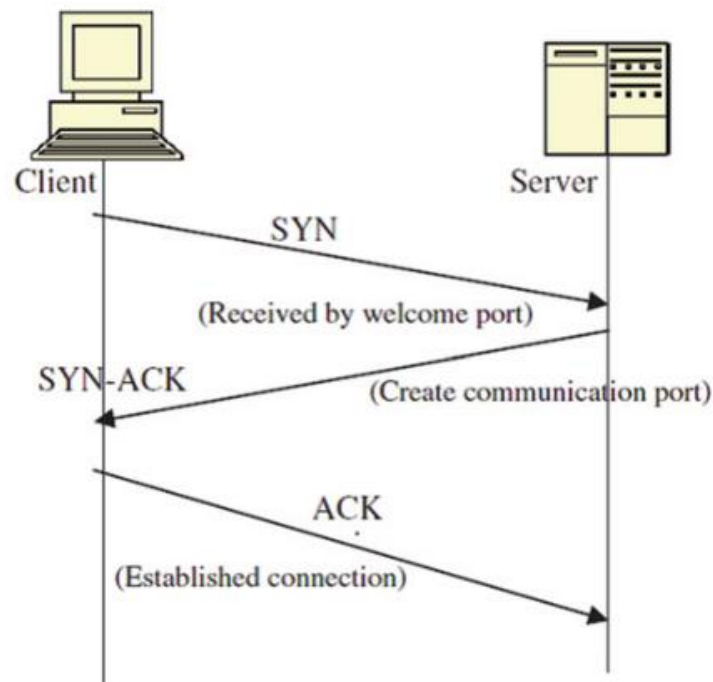 Client
Server
SYN
(Received by welcome port)
SYN-ACK
(Create communication port)
ACK
(Established connection)